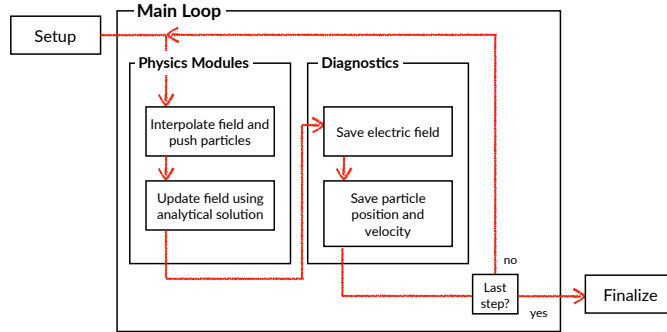 Main Loop
Setup
Physics Modules
Diagnostics
Interpolate field and
push particles
Save electric field
Update field using
analytical solution
Save particle
position and
velocity
no
Last
step?
yes
Finalize